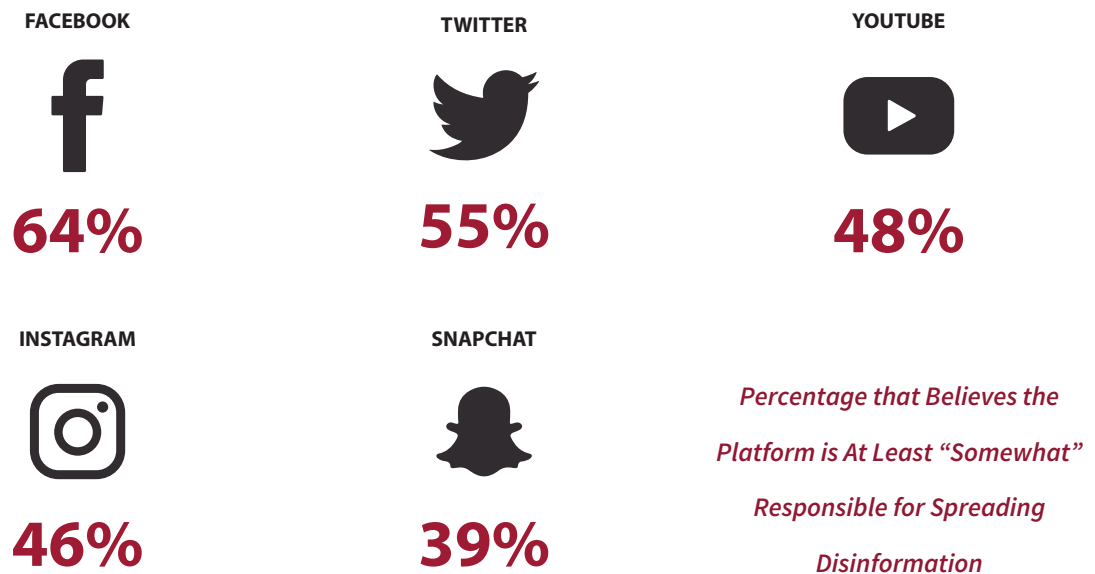 FACEBOOK
TWITTER
YOUTUBE
64%
55%
48%
INSTAGRAM
SNAPCHAT
46%
39%
Percentage that Believes the
Platform is At Least “Somewhat”
Responsible for Spreading
Disinformation